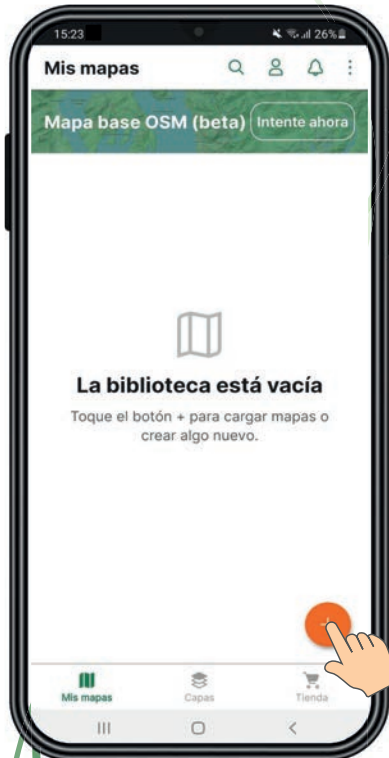 15:23
26%
Mis mapas
Mapa base OSM (beta)
Intente ahora
La biblioteca está vacía
Toque el botón + para cargar mapas o
crear algo nuevo.
+
Mis mapas
Capas
Tienda